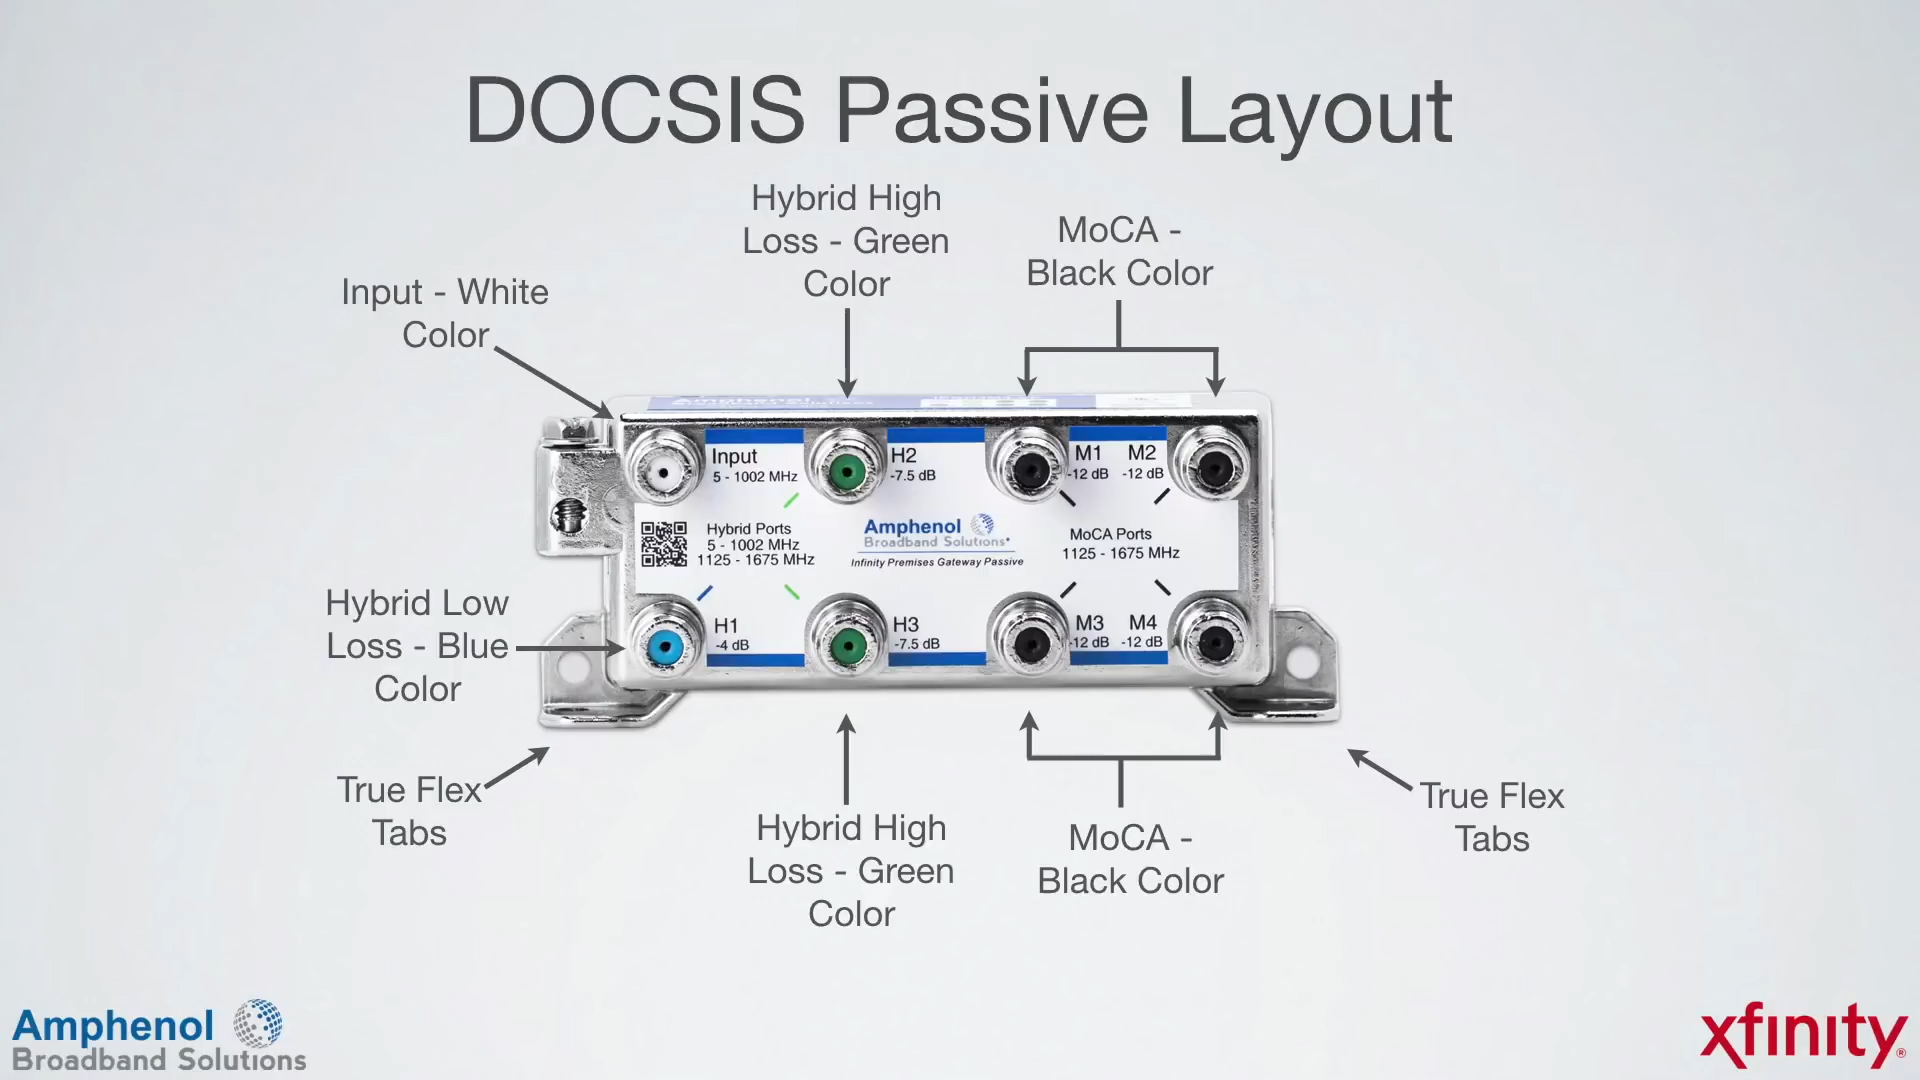 DOCSIS Passive Layout
Hybrid High
Loss - Green
Color
MoCA -
Black Color
Input - White
Color
Amphenol
Input
5 - 1002 MHz
H2
-7.5 dB
M1 M2
-12 dB -12 dB
Hybrid Ports
5 - 1002 MHz
1125 - 1675 MHz
Amphenol
Broadband Solutions
Infinity Premises Gateway Passive
MoCA Ports
1125 - 1675 MHz
H1
-4 dB
H3
-7.5 dB
M3 M4
-12 dB -12 dB
Hybrid Low
Loss - Blue
Color
True Flex
Tabs
Hybrid High
Loss - Green
Color
MoCA -
Black Color
True Flex
Tabs
Amphenol
Broadband Solutions
xfinity®